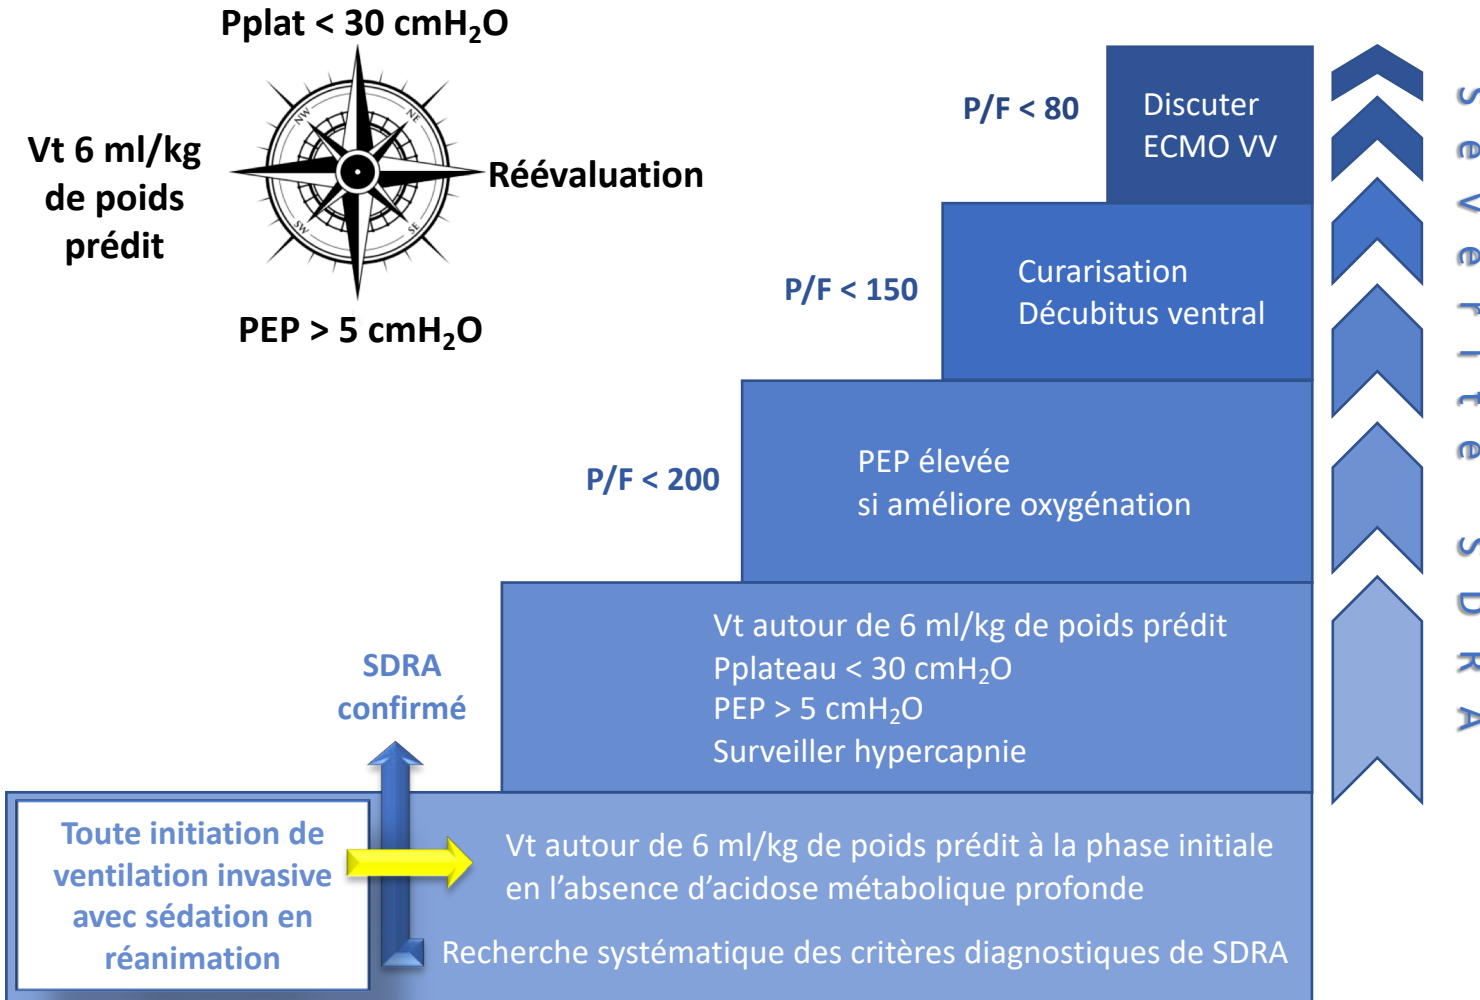 Pplat < 30 cmH₂O
NW
NE
SW
SE
Vt 6 ml/kg
de poids
prédit
Réévaluation
PEP > 5 cmH₂O
P/F < 80
Discuter
ECMO VV
P/F < 150
Curarisation
Décubitus ventral
P/F < 200
PEP élevée
si améliore oxygénation
SDRA
confirmé
Vt autour de 6 ml/kg de poids prédit
Pplateau < 30 cmH₂O
PEP > 5 cmH₂O
Surveiller hypercapnie
Toute initiation de
ventilation invasive
avec sédation en
réanimation
Vt autour de 6 ml/kg de poids prédit à la phase initiale
en l’absence d’acidose métabolique profonde
Recherche systématique des critères diagnostiques de SDRA
Sévérité SDRA